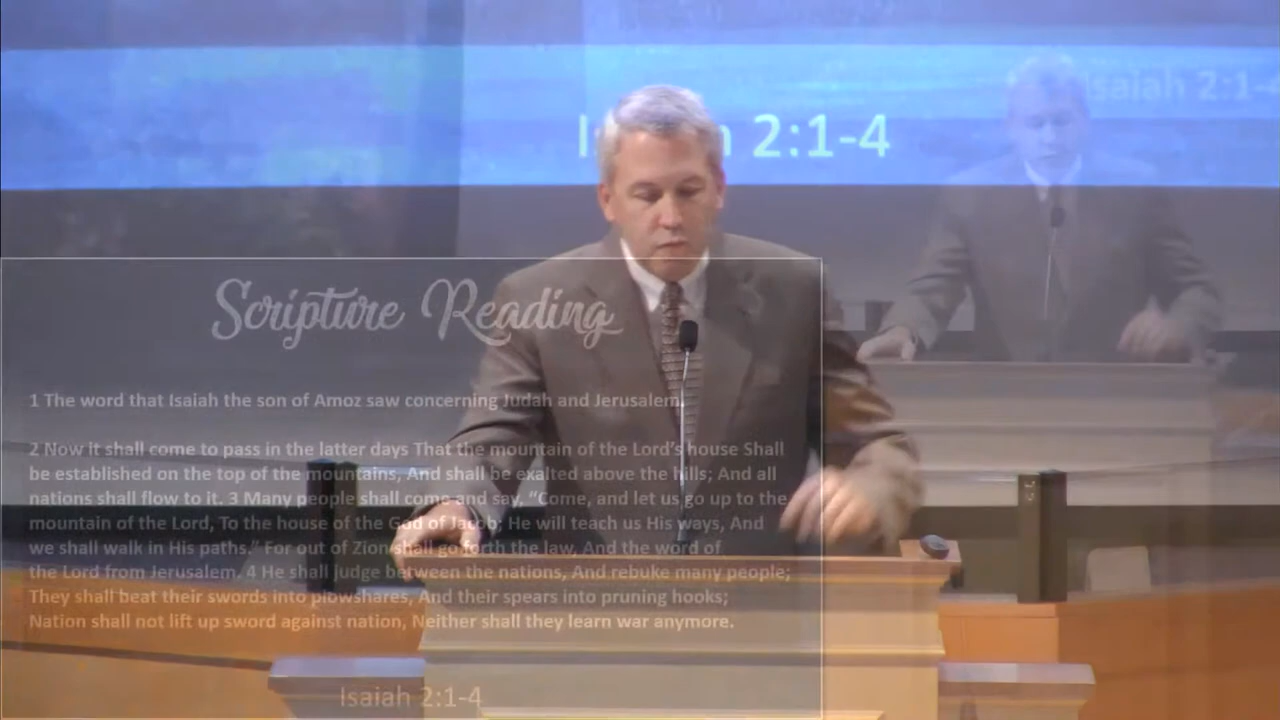 Isaiah 2:1-4
2:1-4
Scripture Reading
1 The word that Isaiah the son of Amoz saw concerning Judah and Jerusalem.
2 Now it shall come to pass in the latter days That the mountain of the Lord's house Shall
be established on the top of the mountains, And shall be exalted above the hills; And all
nations shall flow to it. 3 Many people shall come and say, "Come, and let us go up to the
mountain of the Lord, To the house of the God of Jacob; He will teach us His ways, And
we shall walk in His paths." For out of Zion shall go forth the law, And the word of
the Lord from Jerusalem. 4 He shall judge between the nations, And rebuke many people;
They shall beat their swords into plowshares, And their spears into pruning hooks;
Nation shall not lift up sword against nation, Neither shall they learn war anymore.
Isaiah 2:1-4